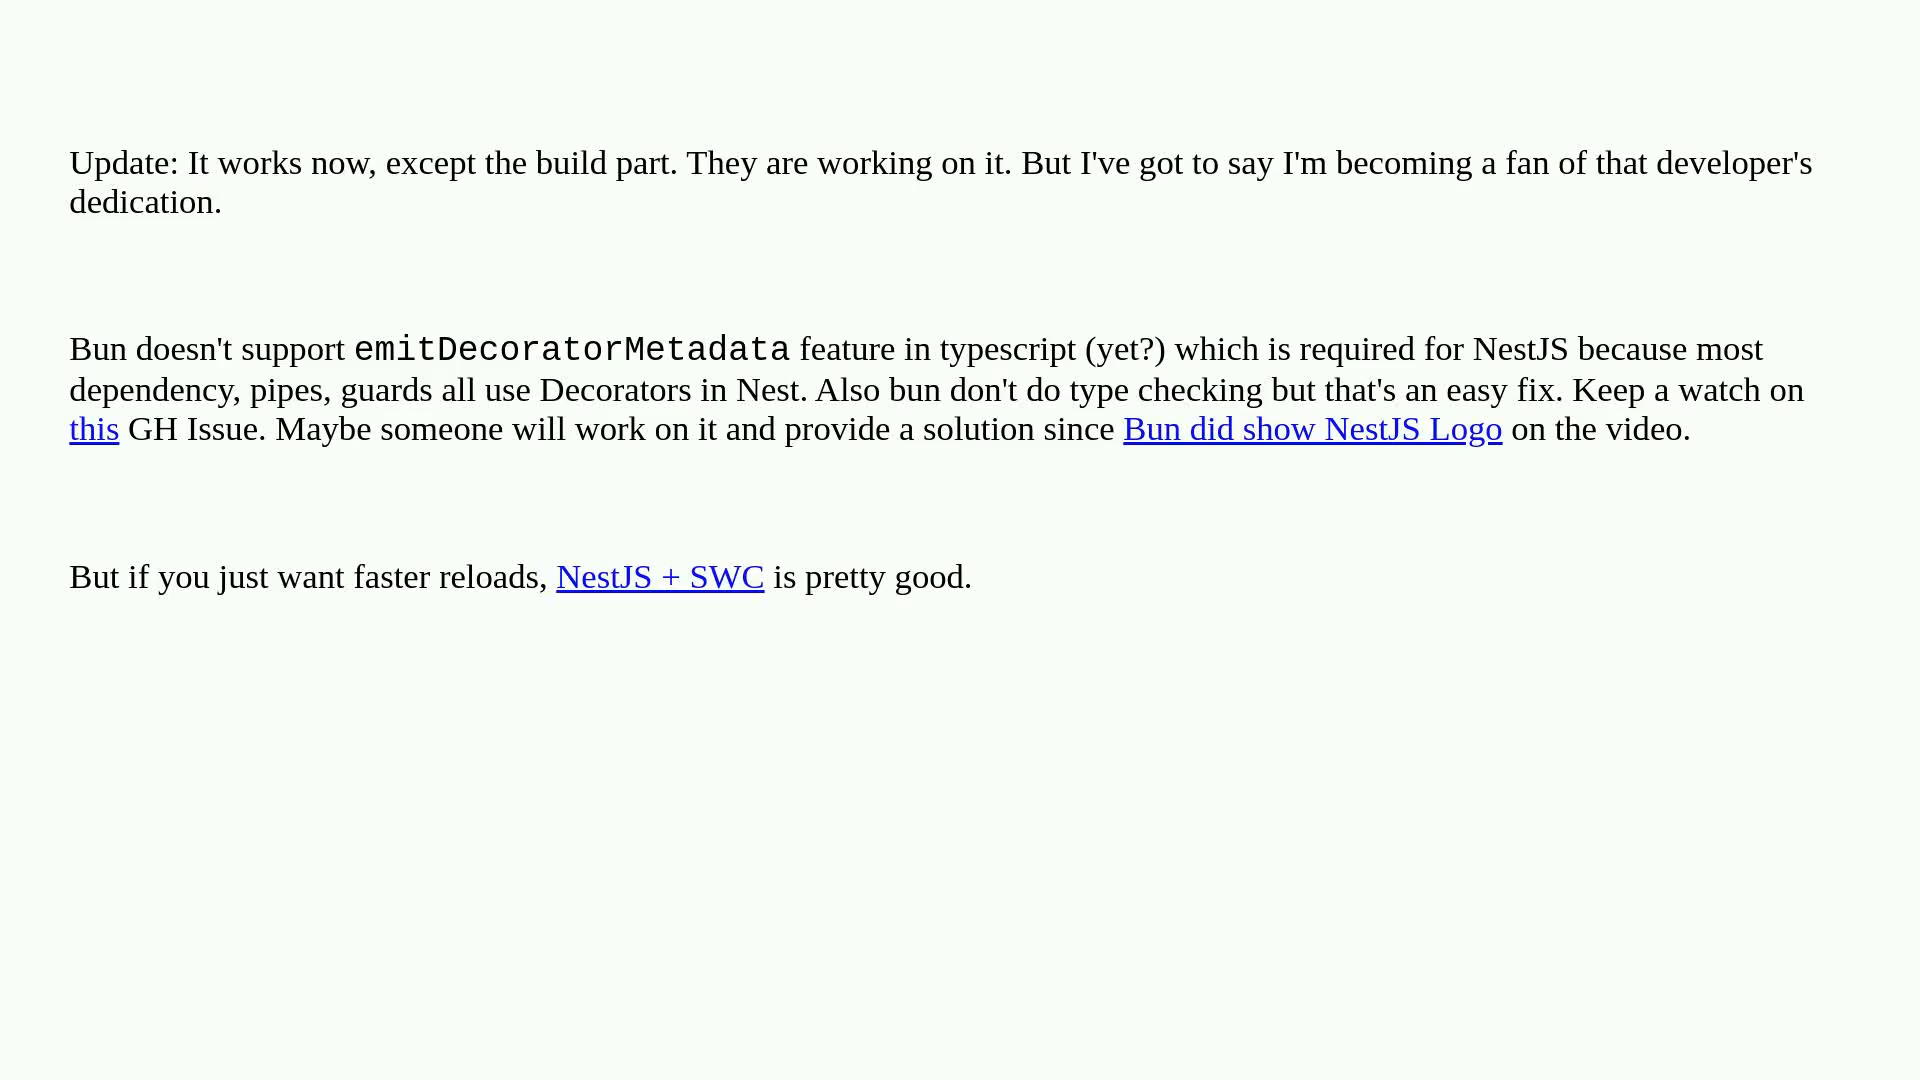 Update: It works now, except the build part. They are working on it. But I've got to say I'm becoming a fan of that developer's
dedication.
Bun doesn't support emitDecoratorMetadata feature in typescript (yet?) which is required for NestJS because most
dependency, pipes, guards all use Decorators in Nest. Also bun don't do type checking but that's an easy fix. Keep a watch on
this GH Issue. Maybe someone will work on it and provide a solution since Bun did show NestJS Logo on the video.
But if you just want faster reloads, NestJS + SWC is pretty good.